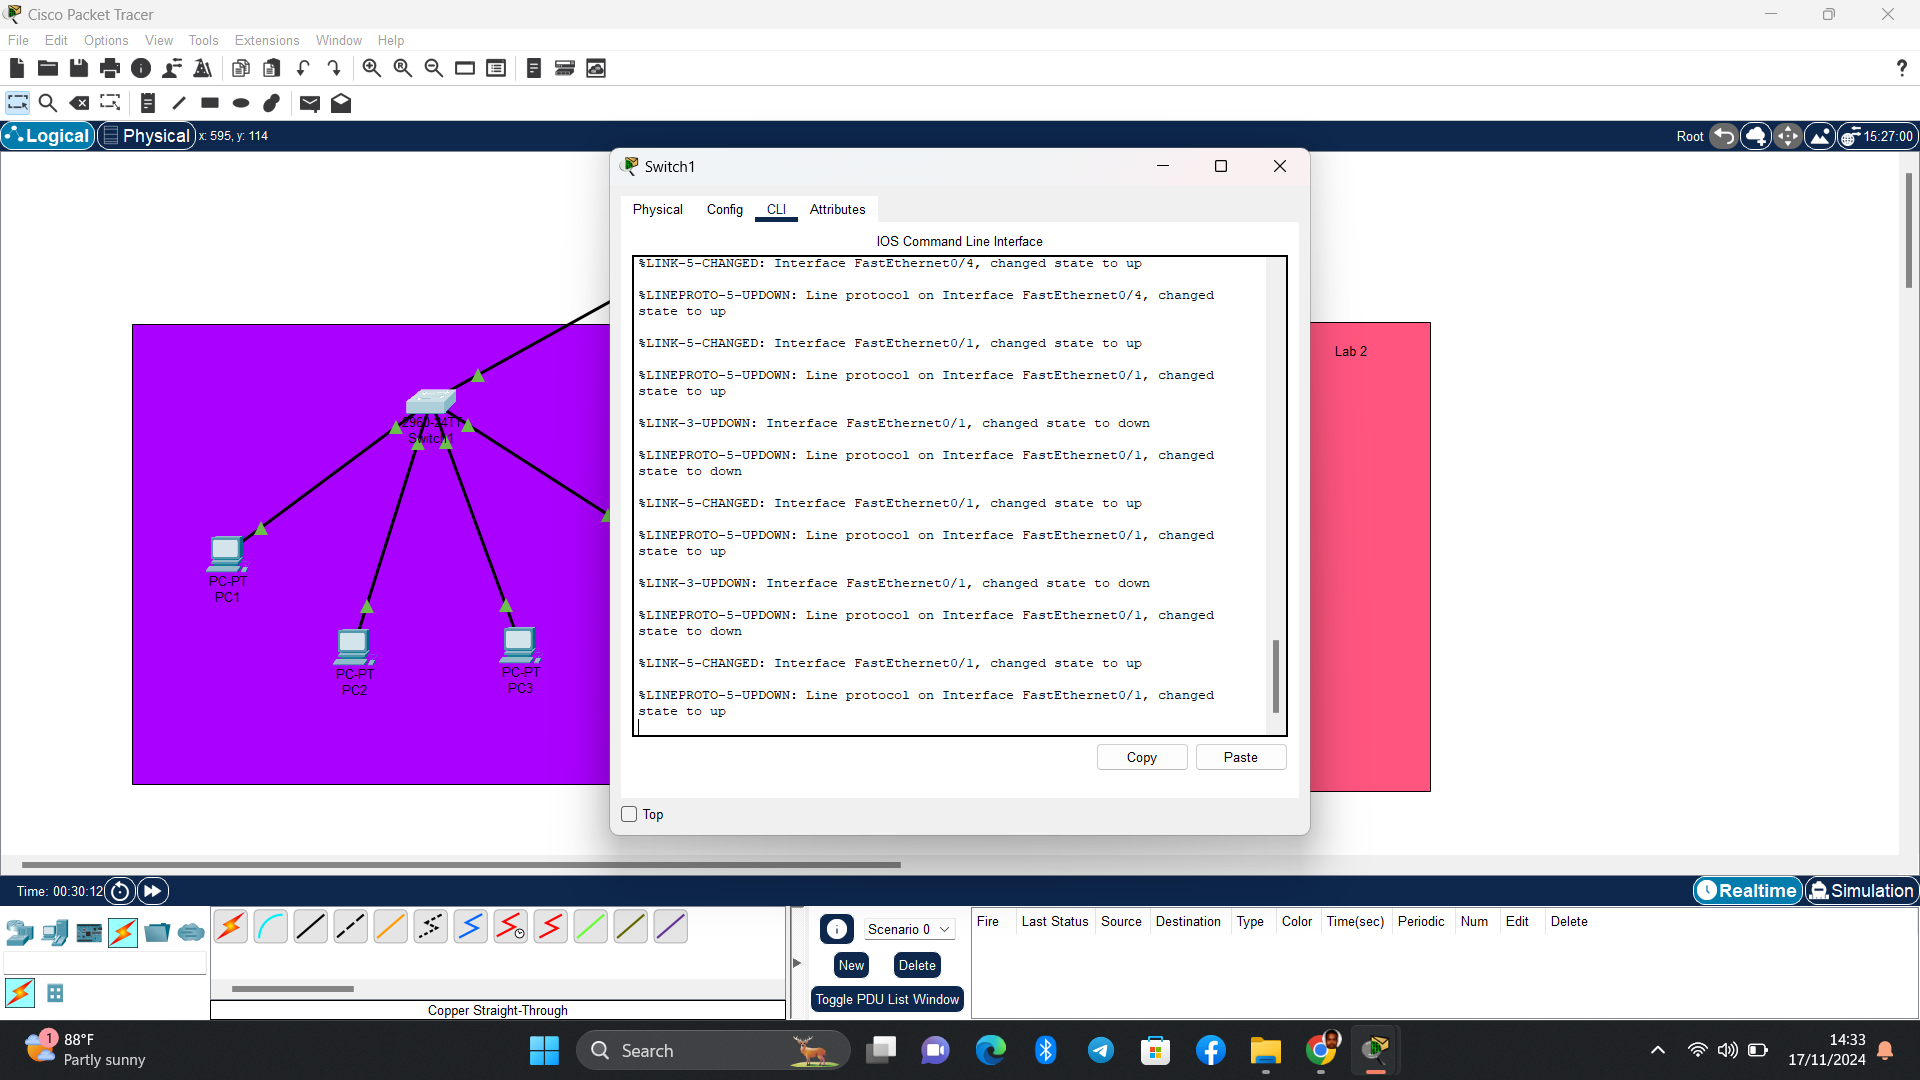 Cisco Packet Tracer
File Edit Options View Tools Extensions Window Help
?
Logical Physical x: 595, y: 114
Root 15:27:00
Switch1
Physical Config CLI Attributes
IOS Command Line Interface
%LINK-5-CHANGED: Interface FastEthernet0/4, changed state to up
%LINEPROTO-5-UPDOWN: Line protocol on Interface FastEthernet0/4, changed
state to up
%LINK-5-CHANGED: Interface FastEthernet0/1, changed state to up
%LINEPROTO-5-UPDOWN: Line protocol on Interface FastEthernet0/1, changed
state to up
%LINK-3-UPDOWN: Interface FastEthernet0/1, changed state to down
%LINEPROTO-5-UPDOWN: Line protocol on Interface FastEthernet0/1, changed
state to down
%LINK-5-CHANGED: Interface FastEthernet0/1, changed state to up
%LINEPROTO-5-UPDOWN: Line protocol on Interface FastEthernet0/1, changed
state to up
%LINK-3-UPDOWN: Interface FastEthernet0/1, changed state to down
%LINEPROTO-5-UPDOWN: Line protocol on Interface FastEthernet0/1, changed
state to down
%LINK-5-CHANGED: Interface FastEthernet0/1, changed state to up
%LINEPROTO-5-UPDOWN: Line protocol on Interface FastEthernet0/1, changed
state to up
Copy Paste
Top
Lab 2
2960-24TT
Switch1
PC-PT
PC1
PC-PT
PC2
PC-PT
PC3
Time: 00:30:12
Realtime Simulation
Copper Straight-Through
Scenario 0
New Delete
Toggle PDU List Window
Fire Last Status Source Destination Type Color Time(sec) Periodic Num Edit Delete
1
88°F
Partly sunny
Search
14:33
17/11/2024